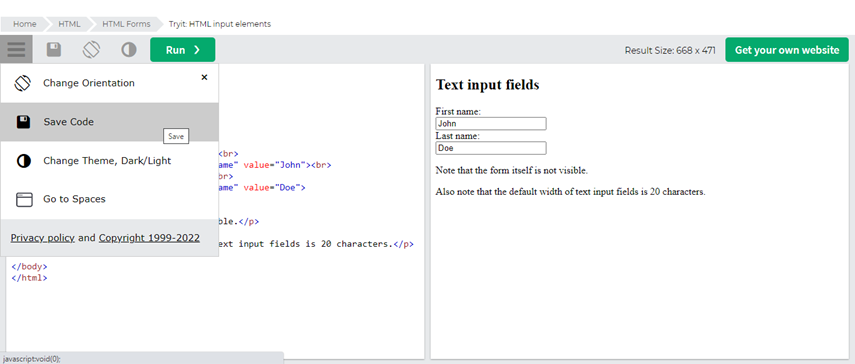 Home HTML HTML Forms Tryit: HTML input elements
Run ❯ Result Size: 668 x 471 Get your own website
×
Change Orientation
Save Code
Save
Change Theme, Dark/Light
Go to Spaces
Privacy policy and Copyright 1999-2022
<br>
ame" value="John"><br>
br>
ame" value="Doe">
ble.</p>
ext input fields is 20 characters.</p>
</body>
</html>
Text input fields
First name:
John
Last name:
Doe
Note that the form itself is not visible.
Also note that the default width of text input fields is 20 characters.
javascript:void(0);